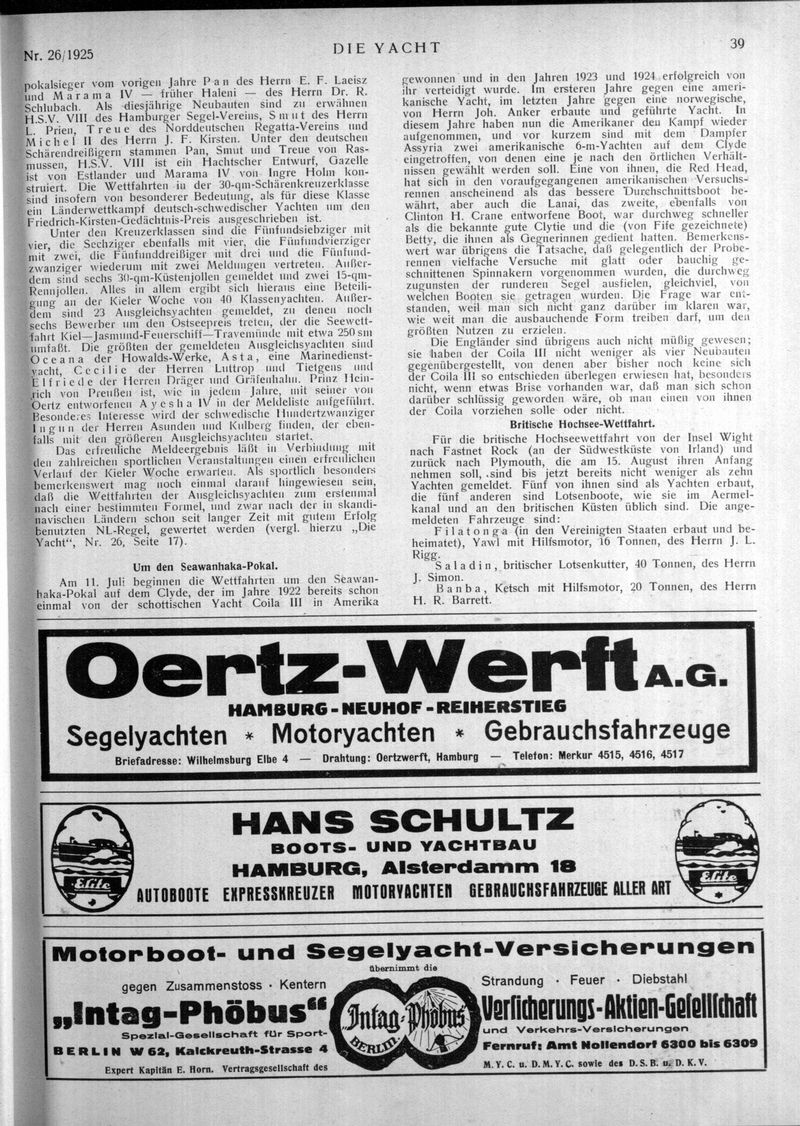 Nr. 26/1925
DIE YACHT
39
pokalsieger vom vorigen Jahre Pan des Herrn E. F. Laeisz
und Marama IV — früher Haleni — des Herrn Dr. R.
Schlubach. Als diesjährige Neubauten sind zu erwähnen
H.S.V. VIII des Hamburger Segel-Vereins, Smut des Herrn
L. Prien, Treue des Norddeutschen Regatta-Vereins und
Michel II des Herrn J. F. Kirsten. Unter den deutschen
Schärendreißigern stammen Pan, Smut und Treue von Ras-
mussen, H.S.V. VIII ist ein Hachtscher Entwurf, Gazelle
ist von Estlander und Marama IV von Ingre Holm kon-
struiert. Die Wettfahrten in der 30-qm-Schärenkreuzerklasse
sind insofern von besonderer Bedeutung, als für diese Klasse
ein Länderwettkampf deutsch-schwedischer Yachten um den
Friedrich-Kirsten-Gedächtnis-Preis ausgeschrieben ist.
Unter den Kreuzerklassen sind die Fünfundsiebziger mit
vier, die Sechziger ebenfalls mit vier, die Fünfundvierziger
mit zwei, die Fünfunddreißiger mit drei und die Fünfund-
zwanziger wiederum mit zwei Meldungen vertreten. Außer-
dem sind sechs 30-qm-Küstenjollen gemeldet und zwei 15-qm-
Rennjollen. Alles in allem ergibt sich hieraus eine Beteili-
gung an der Kieler Woche von 40 Klassenyachten. Außer-
dem sind 23 Ausgleichsyachten gemeldet, zu denen noch
sechs Bewerber um den Ostseepreis treten, der die Seewett-
fahrt Kiel—Jasmund-Feuerschiff—Travemünde mit etwa 250 sm
umfaßt. Die größten der gemeldeten Ausgleichsyachten sind
Oceana der Howalds-Werke, Asta, eine Marinedienst-
yacht, Cecilie der Herren Luttrop und Tietgens und
Elfriede der Herren Dräger und Gräfenhahn. Prinz Hein-
rich von Preußen ist, wie in jedem Jahre, mit seiner von
Oertz entworfenen Ayesha IV in der Meldeliste aufgeführt.
Besonderes Interesse wird der schwedische Hundertzwanziger
Ingun der Herren Asunden und Kulberg finden, der eben-
falls mit den größeren Ausgleichsyachten startet.
Das erfreuliche Meldeergebnis läßt in Verbindung mit
den zahlreichen sportlichen Veranstaltungen einen erfreulichen
Verlauf der Kieler Woche erwarten. Als sportlich besonders
bemerkenswert mag noch einmal darauf hingewiesen sein,
daß die Wettfahrten der Ausgleichsyachten zum erstenmal
nach einer bestimmten Formel, und zwar nach der in skandi-
navischen Ländern schon seit langer Zeit mit gutem Erfolg
benutzten NL-Regel, gewertet werden (vergl. hierzu „Die
Yacht“, Nr. 26, Seite 17).
Um den Seawanhaka-Pokal.
Am 11. Juli beginnen die Wettfahrten um den Seawan-
haka-Pokal auf dem Clyde, der im Jahre 1922 bereits schon
einmal von der schottischen Yacht Coila III in Amerika
gewonnen und in den Jahren 1923 und 1924 erfolgreich von
ihr verteidigt wurde. Im ersteren Jahre gegen eine ameri-
kanische Yacht, im letzten Jahre gegen eine norwegische,
von Herrn Joh. Anker erbaute und geführte Yacht. In
diesem Jahre haben nun die Amerikaner den Kampf wieder
aufgenommen, und vor kurzem sind mit dem Dampfer
Assyria zwei amerikanische 6-m-Yachten auf dem Clyde
eingetroffen, von denen eine je nach den örtlichen Verhält-
nissen gewählt werden soll. Eine von ihnen, die Red Head,
hat sich in den voraufgegangenen amerikanischen Versuchs-
rennen anscheinend als das bessere Durchschnittsboot be-
währt, aber auch die Lanai, das zweite, ebenfalls von
Clinton H. Crane entworfene Boot, war durchweg schneller
als die bekannte gute Clytie und die (von Fife gezeichnete)
Betty, die ihnen als Gegnerinnen gedient hatten. Bemerkens-
wert war übrigens die Tatsache, daß gelegentlich der Probe-
rennen vielfache Versuche mit glatt oder bauchig ge-
schnittenen Spinnakern vorgenommen wurden, die durchweg
zugunsten der runderen Segel ausfielen, gleichviel, von
welchen Booten sie getragen wurden. Die Frage war ent-
standen, weil man sich nicht ganz darüber im klaren war,
wie weit man die ausbauchende Form treiben darf, um den
größten Nutzen zu erzielen.
Die Engländer sind übrigens auch nicht müßig gewesen;
sie haben der Coila III nicht weniger als vier Neubauten
gegenübergestellt, von denen aber bisher noch keine sich
der Coila III so entschieden überlegen erwiesen hat, besonders
nicht, wenn etwas Brise vorhanden war, daß man sich schon
darüber schlüssig geworden wäre, ob man einen von ihnen
der Coila vorziehen solle oder nicht.
Britische Hochsee-Wettfahrt.
Für die britische Hochseewettfahrt von der Insel Wight
nach Fastnet Rock (an der Südwestküste von Irland) und
zurück nach Plymouth, die am 15. August ihren Anfang
nehmen soll, sind bis jetzt bereits nicht weniger als zehn
Yachten gemeldet. Fünf von ihnen sind als Yachten erbaut,
die fünf anderen sind Lotsenboote, wie sie im Aermel-
kanal und an den britischen Küsten üblich sind. Die ange-
meldeten Fahrzeuge sind:
Filatonga (in den Vereinigten Staaten erbaut und be-
heimatet), Yawl mit Hilfsmotor, 16 Tonnen, des Herrn J. L.
Rigg.
Saladin, britischer Lotsenkutter, 40 Tonnen, des Herrn
J. Simon.
Banba, Ketsch mit Hilfsmotor, 20 Tonnen, des Herrn
H. R. Barrett.
Oertz-Werft A.G.
HAMBURG-NEUHOF-REIHERSTIEG
Segelyachten * Motoryachten * Gebrauchsfahrzeuge
Briefadresse: Wilhelmsburg Elbe 4 — Drahtung: Oertzwerft, Hamburg — Telefon: Merkur 4515, 4516, 4517
HANS SCHULTZ
BOOTS- UND YACHTBAU
HAMBURG, Alsterdamm 18
AUTOBOOTE EXPRESSKREUZER MOTORYACHTEN GEBRAUCHSFAHRZEUGE ALLER ART
Motorboot- und Segelyacht-Versicherungen
übernimmt die
gegen Zusammenstoss · Kentern
Strandung · Feuer · Diebstahl
„Intag-Phöbus“
Intag-Phöbus
BERLIN.
Versicherungs-Aktien-Gesellschaft
Spezial-Gesellschaft für Sport-
und Verkehrs-Versicherungen
BERLIN W 62, Kalckreuth-Strasse 4
Fernruf: Amt Nollendorf 6300 bis 6309
Expert Kapitän E. Horn. Vertragsgesellschaft des
M. Y. C. u. D. M. Y. C. sowie des D. S. B. u. D. K. V.